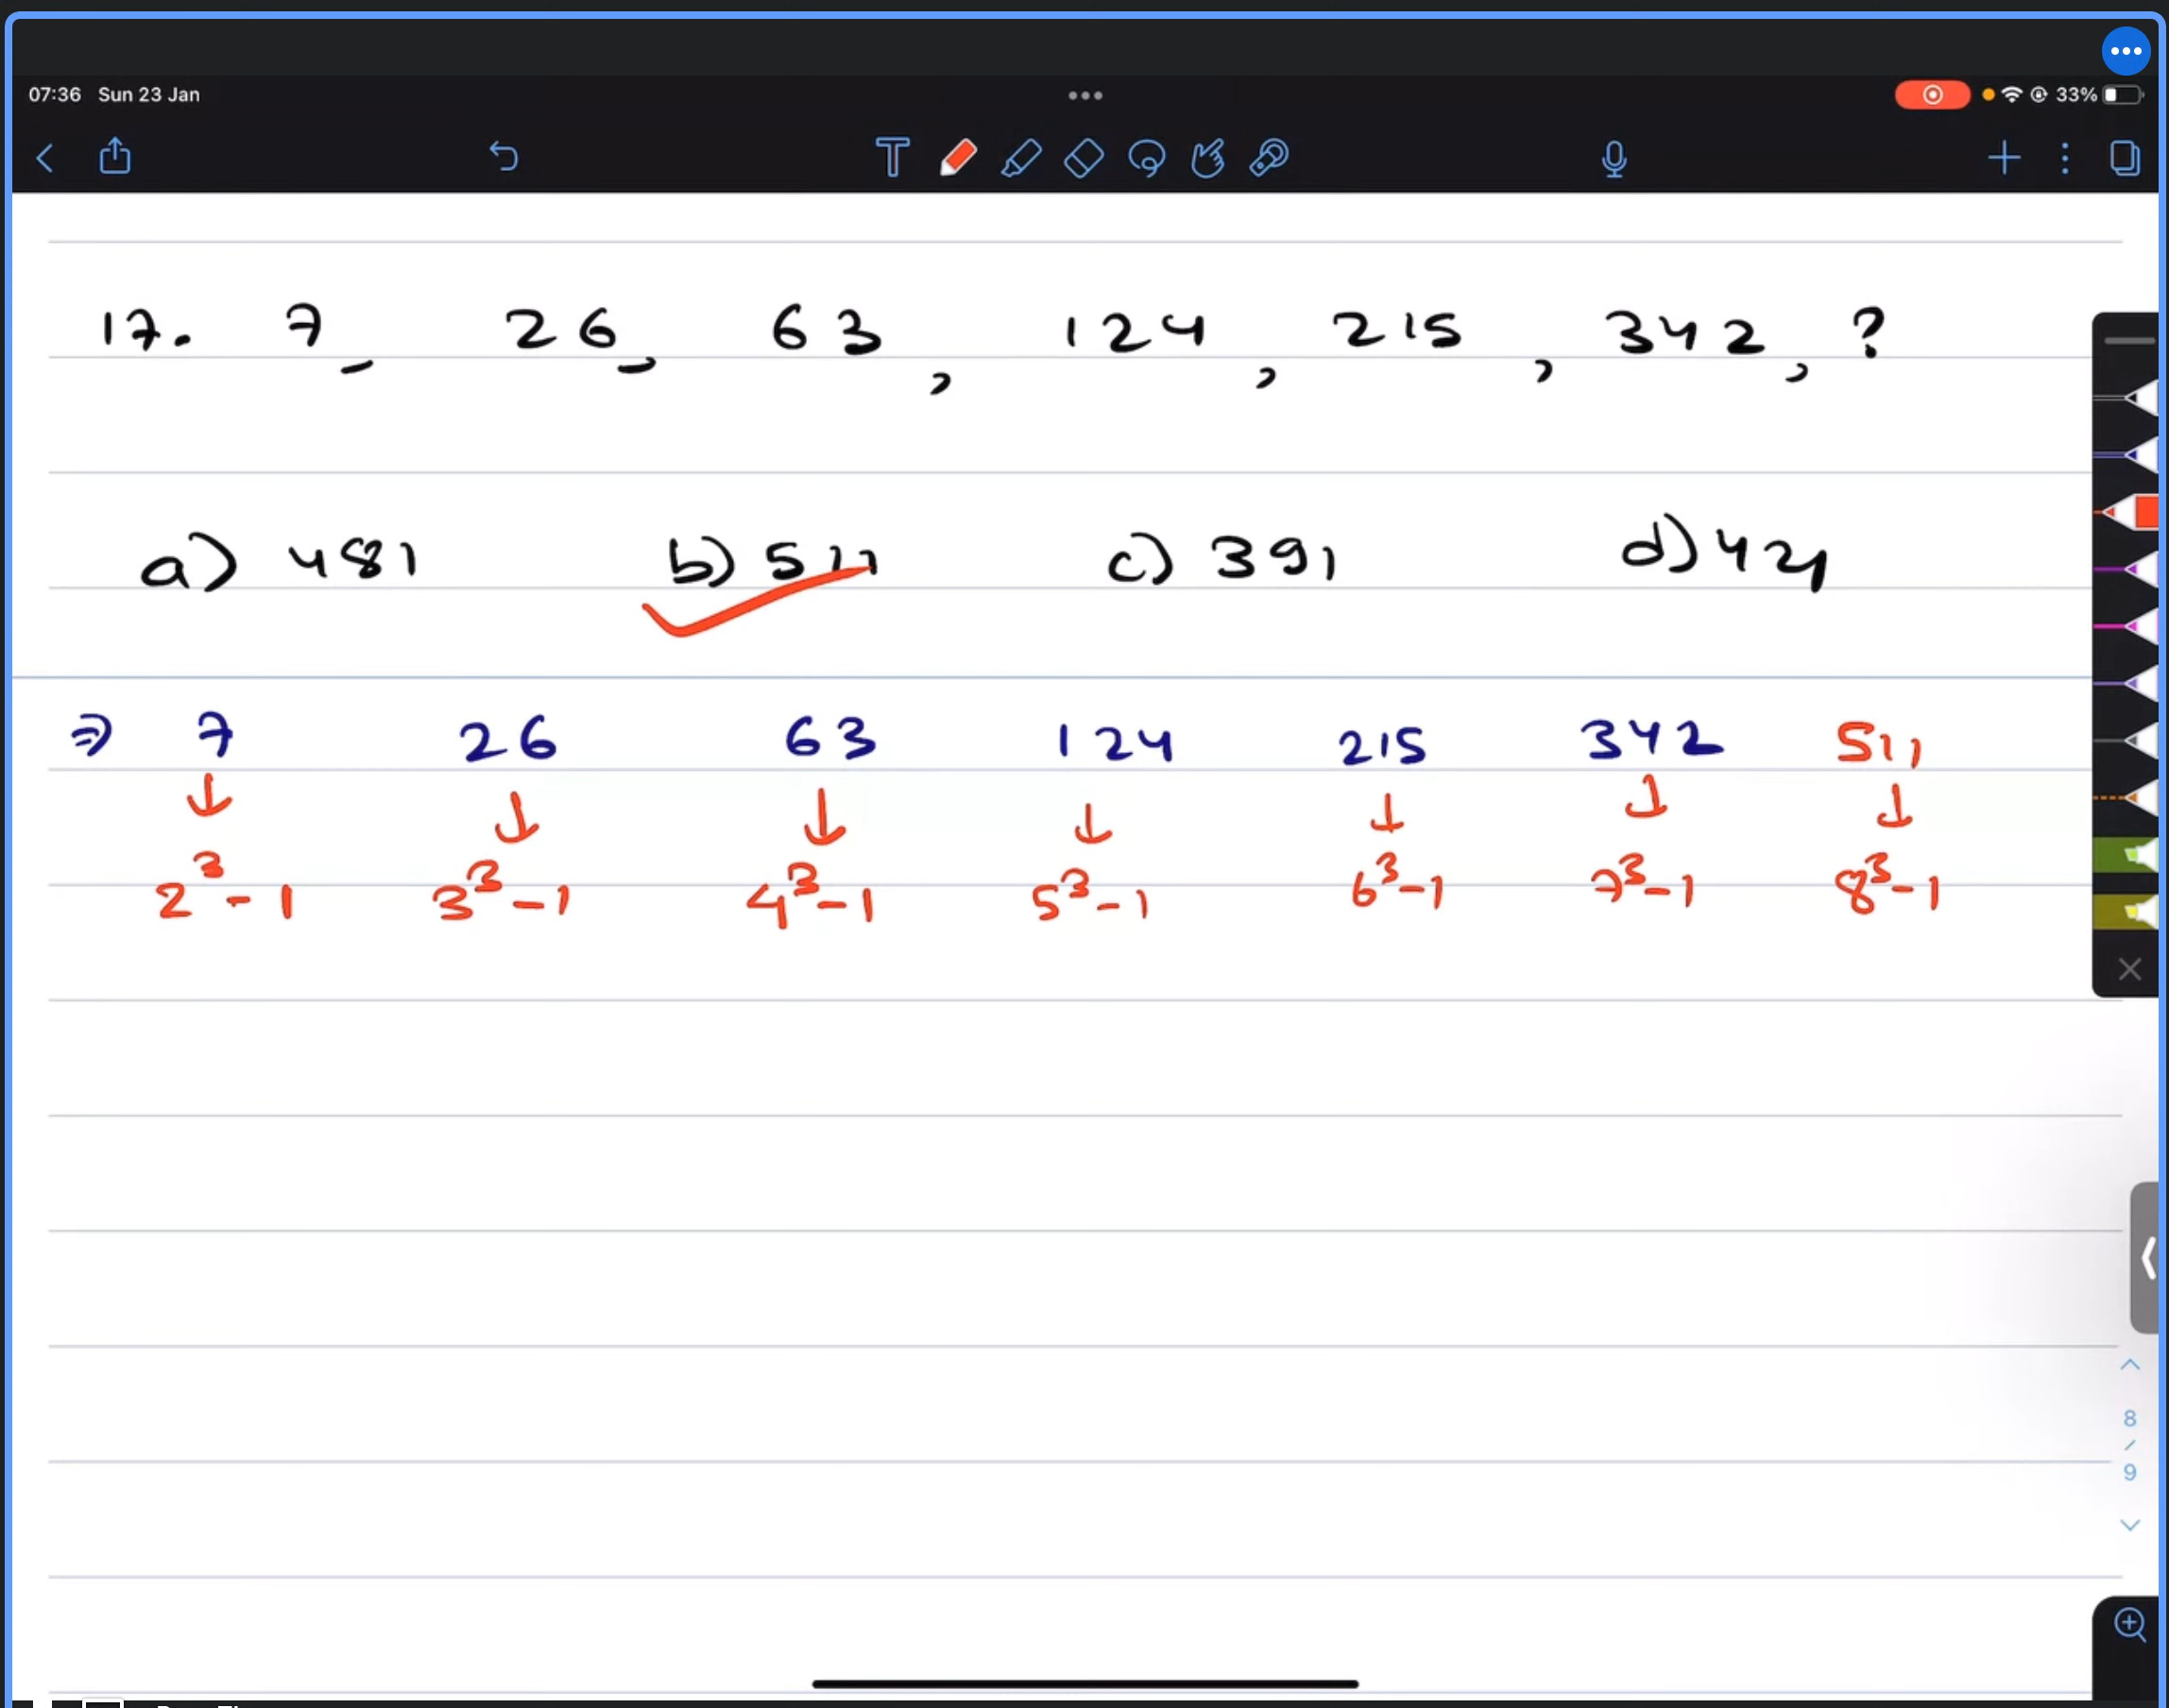 07:36 Sun 23 Jan
33%
17. 7, 26, 63, 124, 215, 342, ?
a) 481 b) 511 c) 391 d) 421
⇒ 7 26 63 124 215 342 511
↓ ↓ ↓ ↓ ↓ ↓ ↓
2³-1 3³-1 4³-1 5³-1 6³-1 7³-1 8³-1
8
/
9